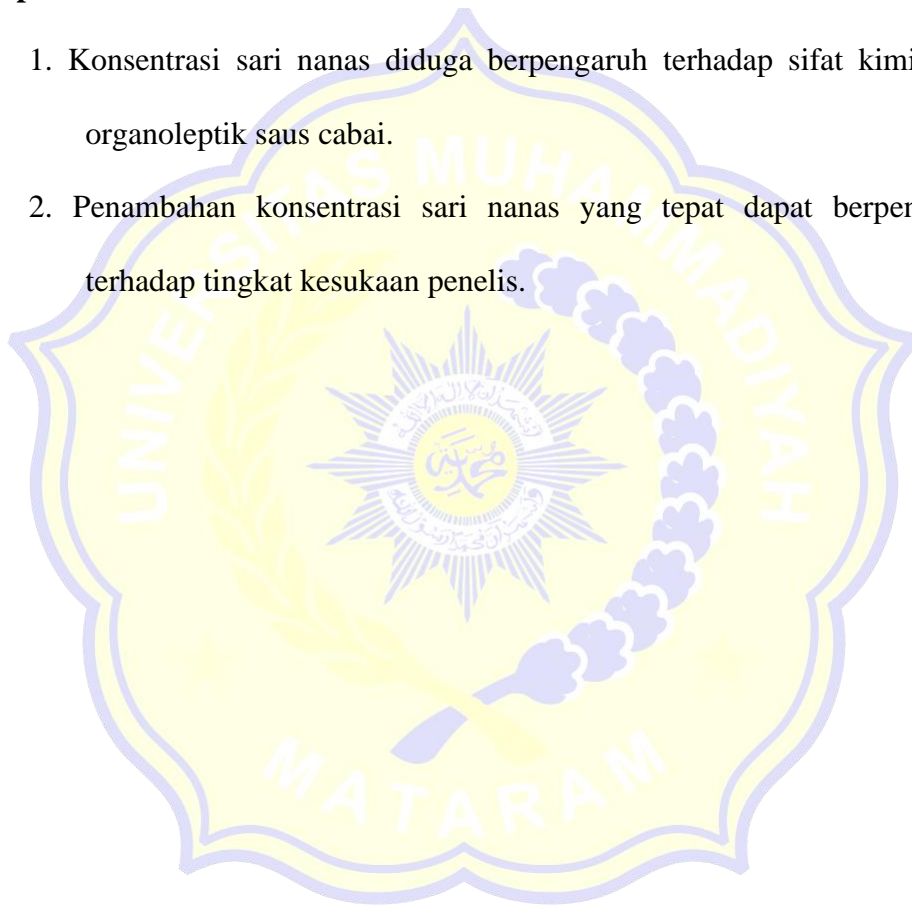 1. Konsentrasi sari nanas diduga berpengaruh terhadap sifat kimi
organoleptik saus cabai.
2. Penambahan konsentrasi sari nanas yang tepat dapat berper
terhadap tingkat kesukaan penelis.
UNIVERSITAS MUHAMMADIYAH
MATARAM